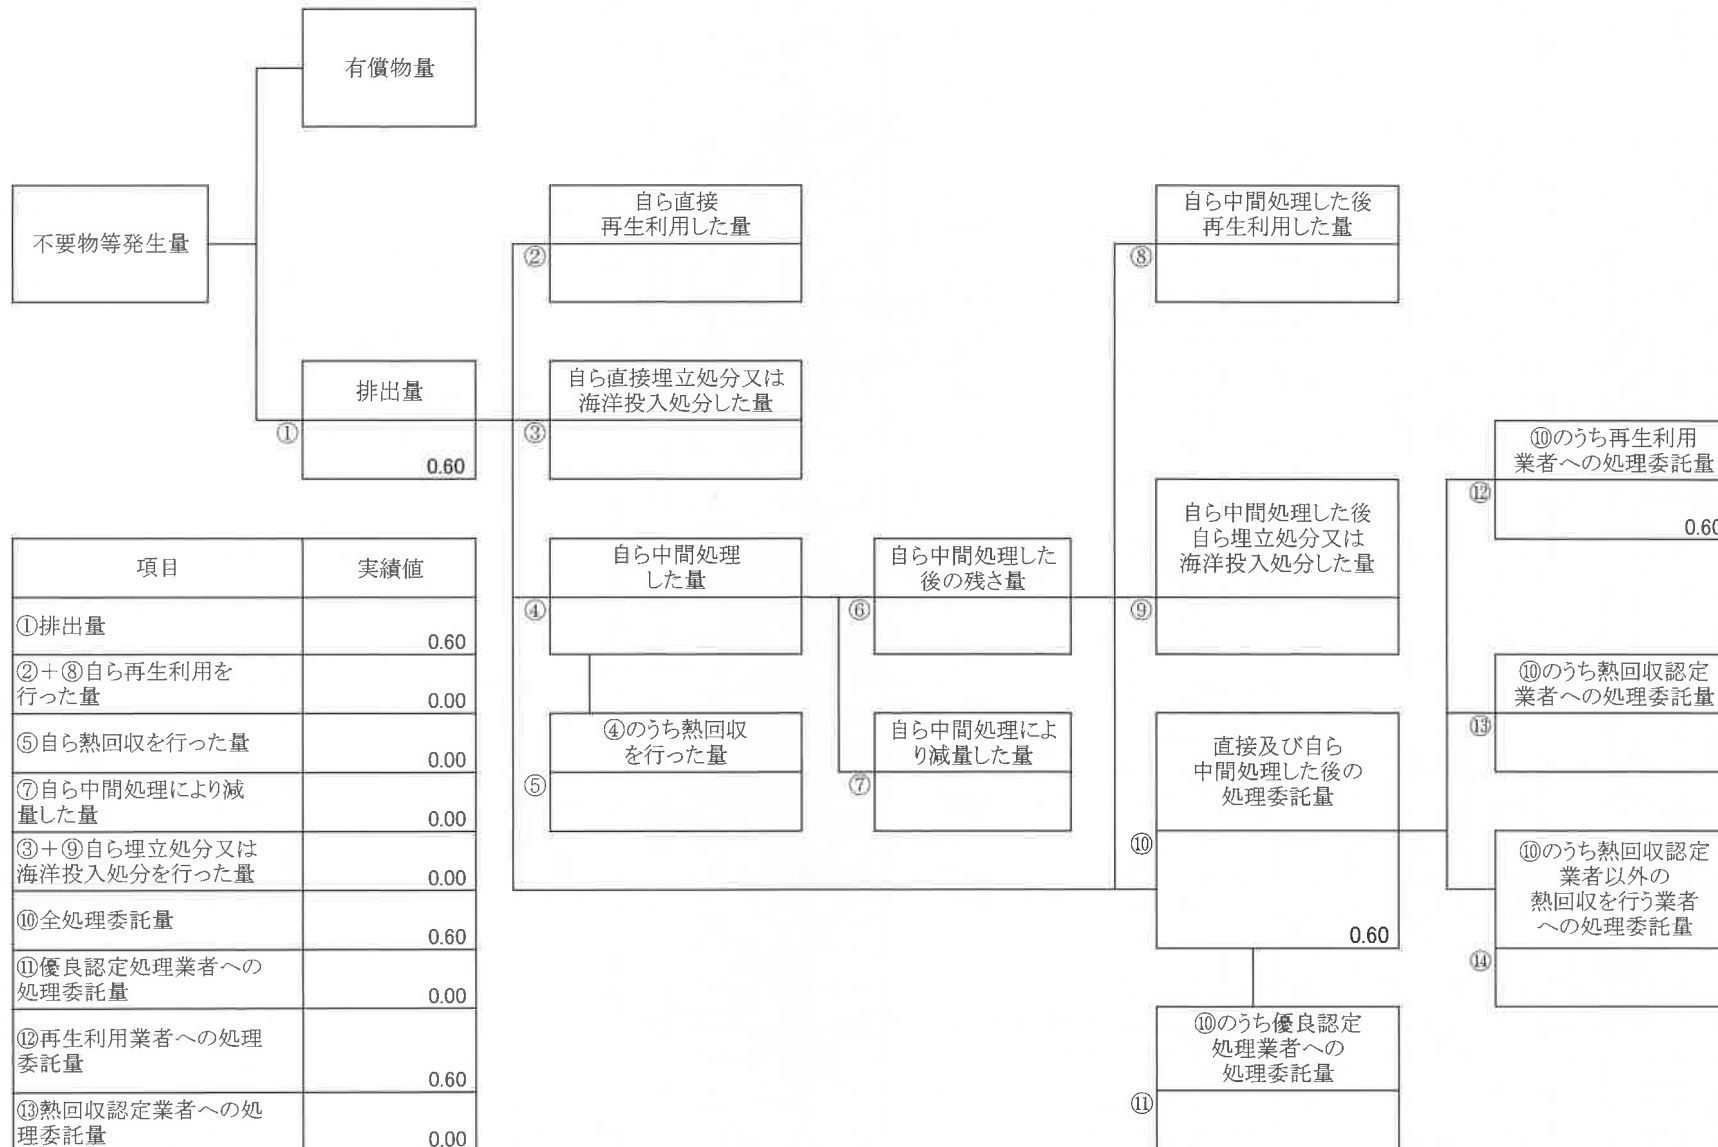 有償物量
不要物等発生量
排出量
①
0.60
自ら直接
再生利用した量
②
自ら直接埋立処分又は
海洋投入処分した量
③
自ら中間処理
した量
④
④のうち熱回収
を行った量
⑤
自ら中間処理した
後の残さ量
⑥
自ら中間処理によ
り減量した量
⑦
自ら中間処理した後
再生利用した量
⑧
自ら中間処理した後
自ら埋立処分又は
海洋投入処分した量
⑨
直接及び自ら
中間処理した後の
処理委託量
⑩
0.60
⑩のうち優良認定
処理業者への
処理委託量
⑪
⑩のうち再生利用
業者への処理委託量
⑫
0.60
⑩のうち熱回収認定
業者への処理委託量
⑬
⑩のうち熱回収認定
業者以外の
熱回収を行う業者
への処理委託量
⑭
項目 実績値
①排出量
0.60
②＋⑧自ら再生利用を
行った量
0.00
⑤自ら熱回収を行った量
0.00
⑦自ら中間処理により減
量した量
0.00
③＋⑨自ら埋立処分又は
海洋投入処分を行った量
0.00
⑩全処理委託量
0.60
⑪優良認定処理業者への
処理委託量
0.00
⑫再生利用業者への処理
委託量
0.60
⑬熱回収認定業者への処
理委託量
0.00